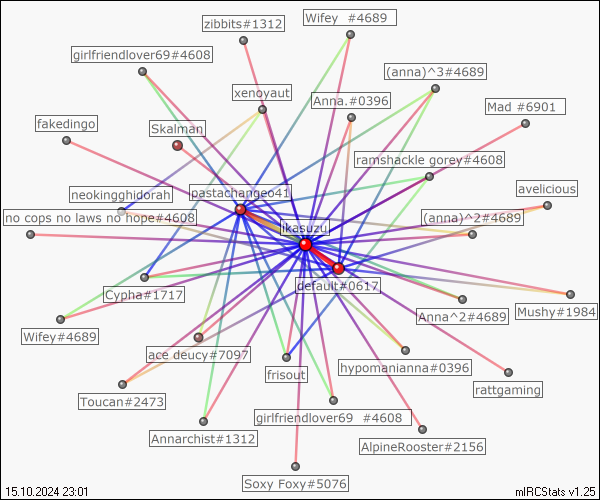 zibbits#1312
Wifey  #4689
girlfriendlover69#4608
(anna)^3#4689
xenoyaut
Anna.#0396
Mad #6901
fakedingo
Skalman
ramshackle gorey#4608
neokingghidorah
pastachangeo41
avelicious
no cops no laws no hope#4608
(anna)^2#4689
jikasuzu
default#0617
Cypha#1717
Mushy#1984
Anna^2#4689
Wifey#4689
ace deucy#7097
frisout
hypomanianna#0396
rattgaming
Toucan#2473
girlfriendlover69  #4608
Annarchist#1312
AlpineRooster#2156
Soxy Foxy#5076
15.10.2024 23:01
mIRCStats v1.25